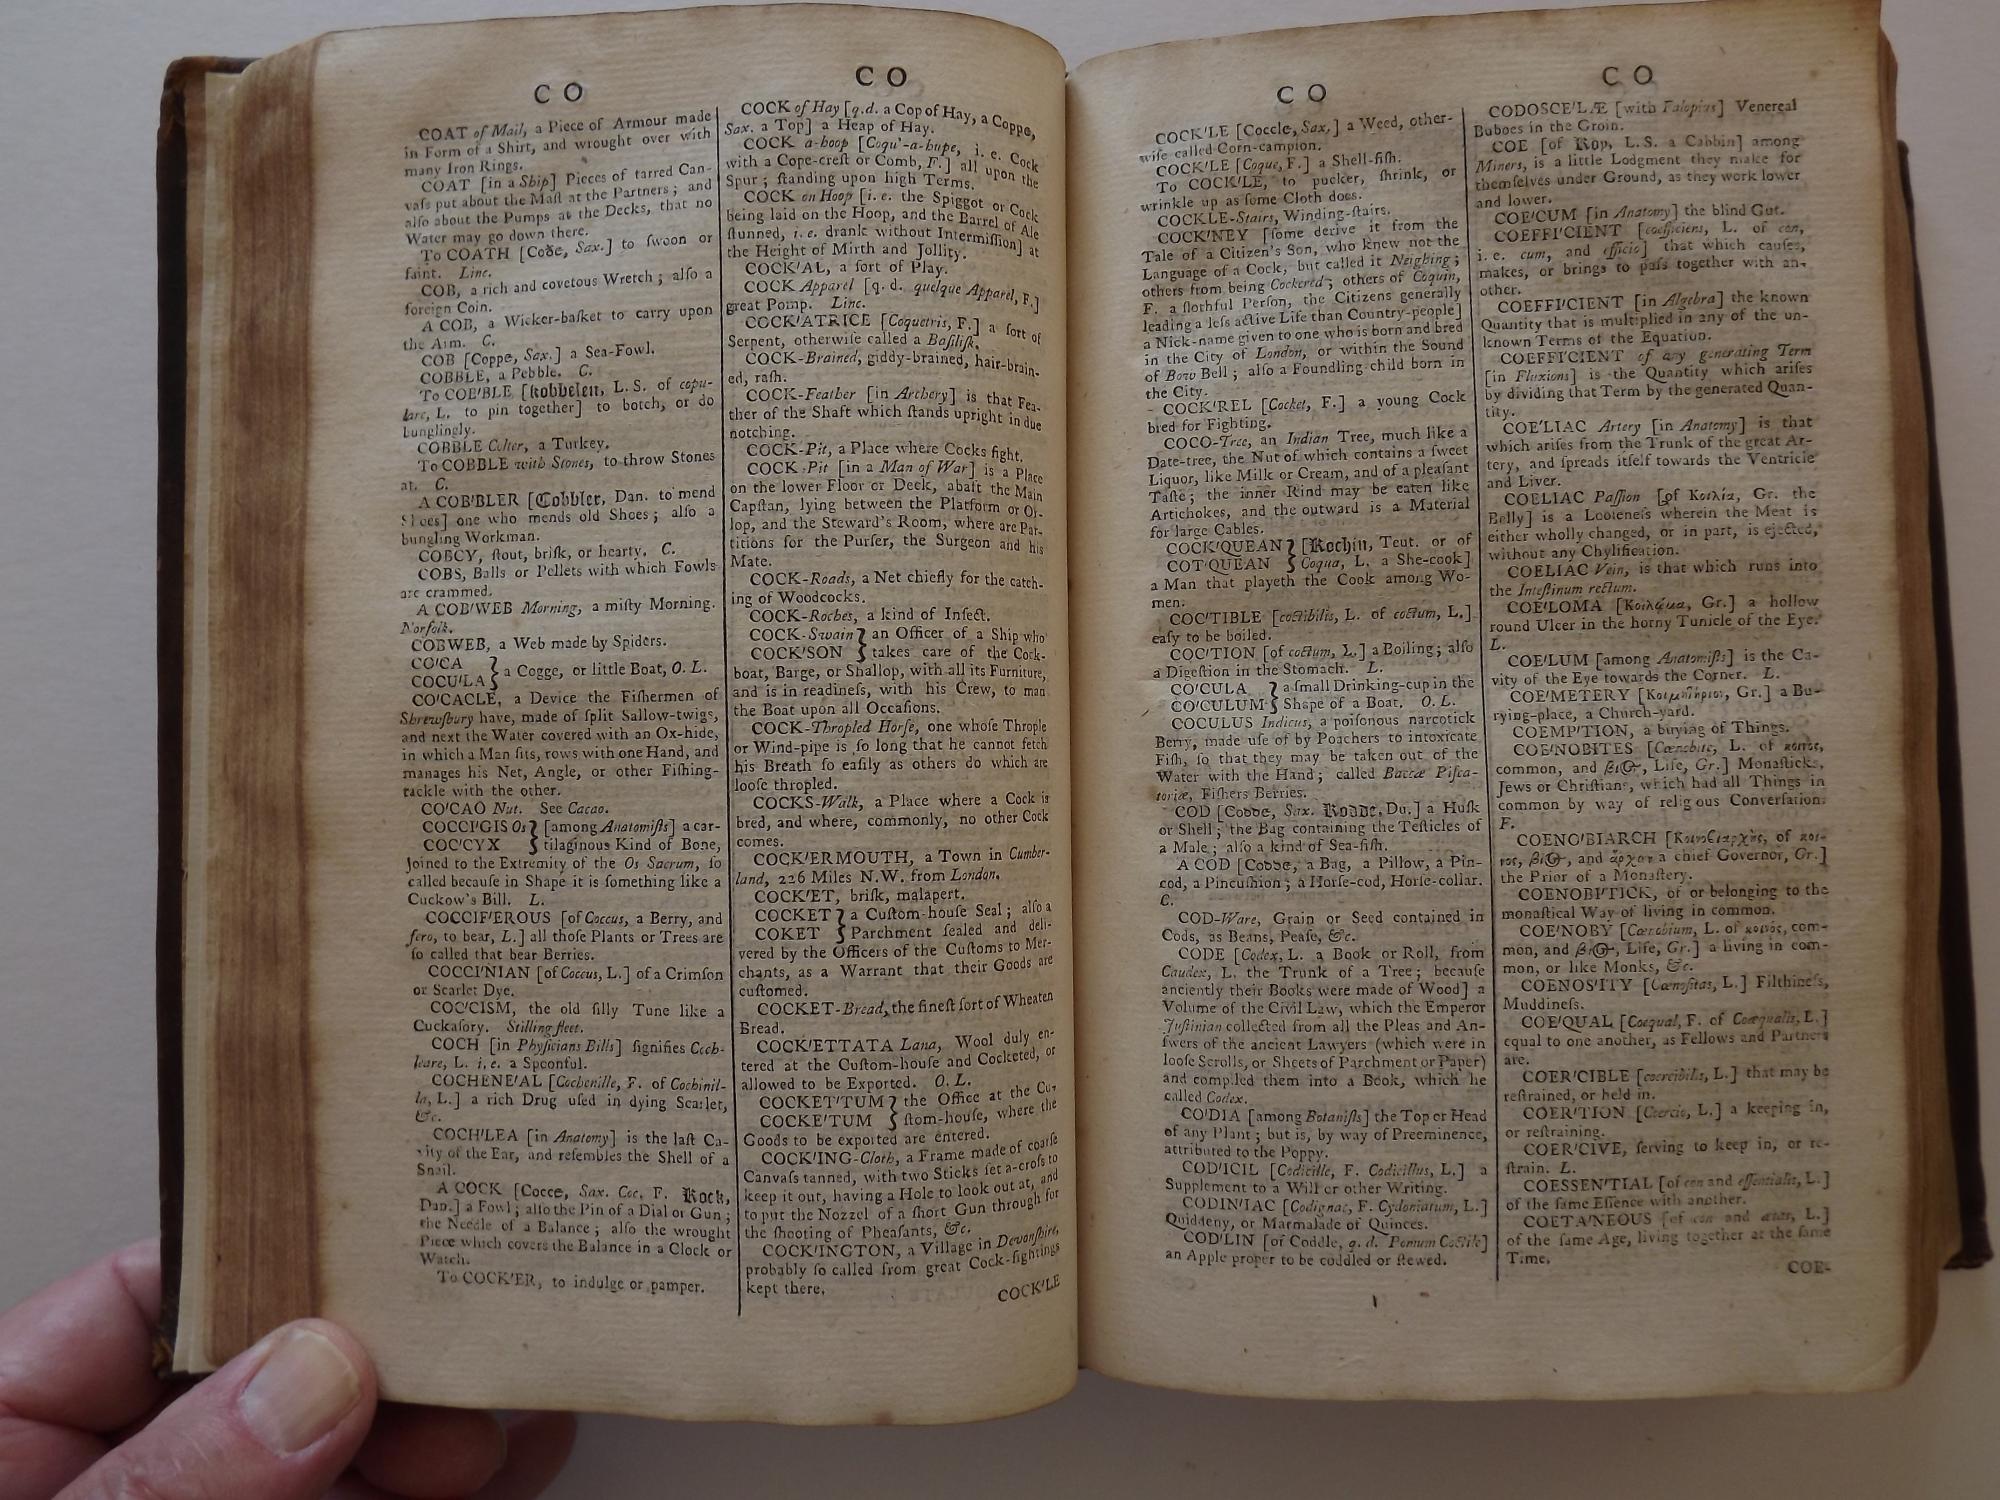 CO
COAT of Mail, a Piece of Armour made
in Form of a Shirt, and wrought over with
many Iron Rings.
COAT [in a Ship] Pieces of tarred Can-
vaſs put about the Maſt at the Partners; and
alſo about the Pumps at the Decks, that no
Water may go down there.
To COATH [Coðe, Sax.] to ſwoon or
faint. Linc.
COB, a rich and covetous Wretch; alſo a
foreign Coin.
A COB, a Wicker-baſket to carry upon
the Arm. C.
COB [Coppe, Sax.] a Sea-Fowl.
COBBLE, a Pebble. C.
To COE'BLE [kobbelen, L. S. of copu-
lare, L. to pin together] to botch, or do
bunglingly.
COBBLE Colter, a Turkey.
To COBBLE with Stones, to throw Stones
at. C.
A COB'BLER [Cobbler, Dan. to mend
Shoes] one who mends old Shoes; alſo a
bungling Workman.
COBCY, ſtout, briſk, or hearty. C.
COBS, Balls or Pellets with which Fowls
are crammed.
A COB'WEB Morning, a miſty Morning.
Norfolk.
COBWEB, a Web made by Spiders.
CO'CA
COCU'LA } a Cogge, or little Boat, O. L.
CO'CACLE, a Device the Fiſhermen of
Shrewſbury have, made of ſplit Sallow-twigs,
and next the Water covered with an Ox-hide,
in which a Man ſits, rows with one Hand, and
manages his Net, Angle, or other Fiſhing-
tackle with the other.
CO'CAO Nut. See Cacao.
COCCI'GIS Os } [among Anatomiſts] a car-
COC'CYX } tilaginous Kind of Bone,
joined to the Extremity of the Os Sacrum, ſo
called becauſe in Shape it is ſomething like a
Cuckow's Bill. L.
COCCIF'EROUS [of Coccus, a Berry, and
fero, to bear, L.] all thoſe Plants or Trees are
ſo called that bear Berries.
COCCI'NIAN [of Coccus, L.] of a Crimſon
or Scarlet Dye.
COC'CISM, the old ſilly Tune like a
Cuckaſory. Stillingfleet.
COCH [in Phyſicians Bills] ſignifies Coch-
leare, L. i. e. a Spoonful.
COCHENE'AL [Cochenille, F. of Cochinil-
la, L.] a rich Drug uſed in dying Scarlet,
&c.
COCH'LEA [in Anatomy] is the laſt Ca-
vity of the Ear, and reſembles the Shell of a
Snail.
A COCK [Cocce, Sax. Coc, F. Kock,
Dan.] a Fowl; alſo the Pin of a Dial or Gun;
the Needle of a Balance; alſo the wrought
Piece which covers the Balance in a Clock or
Watch.
To COCK'ER, to indulge or pamper.
CO
COCK of Hay [q.d. a Cop of Hay, a Coppe,
Sax. a Top] a Heap of Hay.
COCK a-hoop [Coqu'-a-hupe, i. e. Cock
with a Cope-creſt or Comb, F.] all upon the
Spur; ſtanding upon high Terms.
COCK on Hoop [i. e. the Spiggot or Cock
being laid on the Hoop, and the Barrel of Ale
ſtunned, i. e. drank without Intermiſſion] at
the Height of Mirth and Jollity.
COCK'AL, a ſort of Play.
COCK Apparel [q. d. quelque Apparel, F.]
great Pomp. Linc.
COCK'ATRICE [Coquetris, F.] a ſort of
Serpent, otherwiſe called a Baſiliſk.
COCK-Brained, giddy-brained, hair-brain-
ed, raſh.
COCK-Feather [in Archery] is that Fea-
ther of the Shaft which ſtands upright in due
notching.
COCK-Pit, a Place where Cocks fight.
COCK-Pit [in a Man of War] is a Place
on the lower Floor or Deck, abaft the Main
Capſtan, lying between the Platform or Or-
lop, and the Steward's Room, where are Par-
titions for the Purſer, the Surgeon and his
Mate.
COCK-Roads, a Net chiefly for the catch-
ing of Woodcocks.
COCK-Roches, a kind of Inſect.
COCK-Swain } an Officer of a Ship who
COCK'SON } takes care of the Cock-
boat, Barge, or Shallop, with all its Furniture,
and is in readineſs, with his Crew, to man
the Boat upon all Occaſions.
COCK-Thropled Horſe, one whoſe Throple
or Wind-pipe is ſo long that he cannot fetch
his Breath ſo eaſily as others do which are
looſe thropled.
COCKS-Walk, a Place where a Cock is
bred, and where, commonly, no other Cock
comes.
COCK'ERMOUTH, a Town in Cumber-
land, 226 Miles N.W. from London.
COCK'ET, briſk, malapert.
COCKET } a Cuſtom-houſe Seal; alſo a
COKET } Parchment ſealed and deli-
vered by the Officers of the Cuſtoms to Mer-
chants, as a Warrant that their Goods are
cuſtomed.
COCKET-Bread, the fineſt ſort of Wheaten
Bread.
COCK'ETTATA Lana, Wool duly en-
tered at the Cuſtom-houſe and Cocketed, or
allowed to be Exported. O. L.
COCKET'TUM } the Office at the Cu-
COCKE'TUM } ſtom-houſe, where the
Goods to be exported are entered.
COCK'ING-Cloth, a Frame made of coarſe
Canvaſs tanned, with two Sticks ſet a-croſs to
keep it out, having a Hole to look out at, and
to put the Nozzel of a ſhort Gun through for
the ſhooting of Pheaſants, &c.
COCK'INGTON, a Village in Devonſhire,
probably ſo called from great Cock-fightings
kept there.
COCK'LE
CO
COCK'LE [Coccle, Sax.] a Weed, other-
wiſe called Corn-campion.
COCK'LE [Coque, F.] a Shell-fiſh.
To COCK'LE, to pucker, ſhrink, or
wrinkle up as ſome Cloth does.
COCKLE-Stairs, Winding-ſtairs.
COCK'NEY [ſome derive it from the
Tale of a Citizen's Son, who knew not the
Language of a Cock, but called it Neighing;
others from being Cockered; others of Coquin,
F. a ſlothful Perſon, the Citizens generally
leading a leſs active Life than Country-people]
a Nick-name given to one who is born and bred
in the City of London, or within the Sound
of Bow Bell; alſo a Foundling child born in
the City.
COCK'REL [Cocket, F.] a young Cock
bred for Fighting.
COCO-Tree, an Indian Tree, much like a
Date-tree, the Nut of which contains a ſweet
Liquor, like Milk or Cream, and of a pleaſant
Taſte; the inner Rind may be eaten like
Artichokes, and the outward is a Material
for large Cables.
COCK'QUEAN } [Kochin, Teut. or of
COT'QUEAN } Coqua, L. a She-cook]
a Man that playeth the Cook among Wo-
men.
COC'TIBLE [coctibilis, L. of coctum, L.]
eaſy to be boiled.
COC'TION [of coctum, L.] a Boiling; alſo
a Digeſtion in the Stomach. L.
CO'CULA } a ſmall Drinking-cup in the
CO'CULUM } Shape of a Boat. O. L.
COCULUS Indicus, a poiſonous narcotick
Berry, made uſe of by Poachers to intoxicate
Fiſh, ſo that they may be taken out of the
Water with the Hand; called Baccæ Piſca-
toriæ, Fiſhers Berries.
COD [Codde, Sax. Kodde, Du.] a Huſk
or Shell; the Bag containing the Teſticles of
a Male; alſo a kind of Sea-fiſh.
A COD [Codde, a Bag, a Pillow, a Pin-
cod, a Pincuſhion; a Horſe-cod, Horſe-collar.
C.
COD-Ware, Grain or Seed contained in
Cods, as Beans, Peaſe, &c.
CODE [Codex, L. a Book or Roll, from
Caudex, L. the Trunk of a Tree; becauſe
anciently their Books were made of Wood] a
Volume of the Civil Law, which the Emperor
Juſtinian collected from all the Pleas and An-
ſwers of the ancient Lawyers (which were in
looſe Scrolls, or Sheets of Parchment or Paper)
and compiled them into a Book, which he
called Codex.
CO'DIA [among Botaniſts] the Top or Head
of any Plant; but is, by way of Preeminence,
attributed to the Poppy.
COD'ICIL [Codicille, F. Codicillus, L.] a
Supplement to a Will or other Writing.
CODIN'IAC [Codignac, F. Cydoniatum, L.]
Quiddeny, or Marmalade of Quinces.
COD'LIN [of Coddle, q. d. Pomum Coctile]
an Apple proper to be coddled or ſtewed.
CO
CODOSCE'LÆ [with Falopius] Venereal
Buboes in the Groin.
COE [of Kop, L.S. a Cabbin] among
Miners, is a little Lodgment they make for
themſelves under Ground, as they work lower
and lower.
COE'CUM [in Anatomy] the blind Gut.
COEFFI'CIENT [coefficiens, L. of con,
i. e. cum, and efficio] that which cauſes,
makes, or brings to paſs together with an-
other.
COEFFI'CIENT [in Algebra] the known
Quantity that is multiplied in any of the un-
known Terms of the Equation.
COEFFI'CIENT of any generating Term
[in Fluxions] is the Quantity which ariſes
by dividing that Term by the generated Quan-
tity.
COE'LIAC Artery [in Anatomy] is that
which ariſes from the Trunk of the great Ar-
tery, and ſpreads itſelf towards the Ventricle
and Liver.
COELIAC Paſſion [of Κοιλία, Gr. the
Belly] is a Looſeneſs wherein the Meat is
either wholly changed, or in part, is ejected,
without any Chylification.
COELIAC Vein, is that which runs into
the Inteſtinum rectum.
COE'LOMA [Κοιλώμα, Gr.] a hollow
round Ulcer in the horny Tunicle of the Eye.
L.
COE'LUM [among Anatomiſts] is the Ca-
vity of the Eye towards the Corner. L.
COE'METERY [Κοιμητήριον, Gr.] a Bu-
rying-place, a Church-yard.
COEMP'TION, a buying of Things.
COE'NOBITES [Cœnobite, L. of κοινος,
common, and βιος, Life, Gr.] Monaſticks,
Jews or Chriſtians, which had all Things in
common by way of religious Converſation.
F.
COENO'BIARCH [Κοινοβιαρχης, of κοι-
νος, βιος, and ἄρχων a chief Governor, Gr.]
the Prior of a Monaſtery.
COENOBI'TICK, of or belonging to the
monaſtical Way of living in common.
COE'NOBY [Cœnobium, L. of κοινος, com-
mon, and βιος, Life, Gr.] a living in com-
mon, or like Monks, &c.
COENOS'ITY [Cœnoſitas, L.] Filthineſs,
Muddineſs.
COE'QUAL [Coequal, F. of Coæqualis, L.]
equal to one another, as Fellows and Partners
are.
COER'CIBLE [coercibilis, L.] that may be
reſtrained, or held in.
COER'TION [Coercio, L.] a keeping in,
or reſtraining.
COER'CIVE, ſerving to keep in, or re-
ſtrain. L.
COESSEN'TIAL [of con and eſſentialis, L.]
of the ſame Eſſence with another.
COETA'NEOUS [of con and ætas, L.]
of the ſame Age, living together at the ſame
Time.
COE-